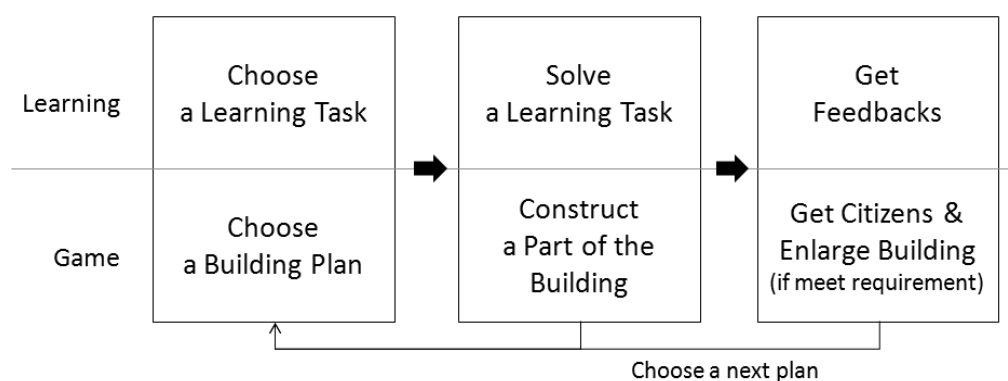 Learning
Choose
a Learning Task
Solve
a Learning Task
Get
Feedbacks
Game
Choose
a Building Plan
Construct
a Part of the
Building
Get Citizens &
Enlarge Building
(if meet requirement)
Choose a next plan